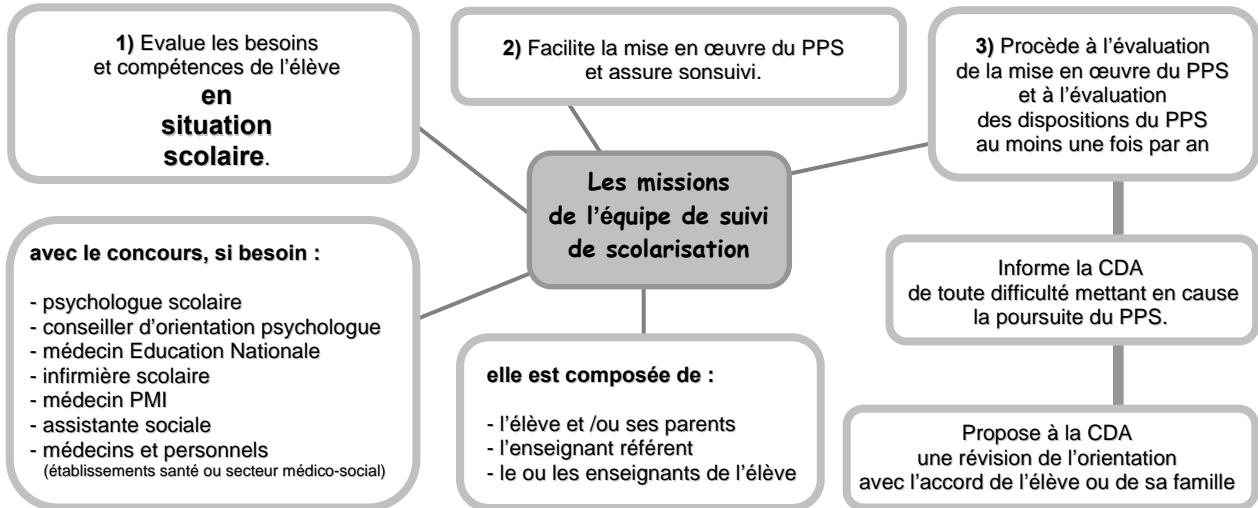 1) Evalue les besoins
et compétences de l'élève
en
situation
scolaire.
2) Facilite la mise en œuvre du PPS
et assure sonsuivi.
3) Procède à l'évaluation
de la mise en œuvre du PPS
et à l'évaluation
des dispositions du PPS
au moins une fois par an
Les missions
de l'équipe de suivi
de scolarisation
avec le concours, si besoin :
- psychologue scolaire
- conseiller d'orientation psychologue
- médecin Education Nationale
- infirmière scolaire
- médecin PMI
- assistante sociale
- médecins et personnels
(établissements santé ou secteur médico-social)
elle est composée de :
- l'élève et /ou ses parents
- l'enseignant référent
- le ou les enseignants de l'élève
Informe la CDA
de toute difficulté mettant en cause
la poursuite du PPS.
Propose à la CDA
une révision de l'orientation
avec l'accord de l'élève ou de sa famille